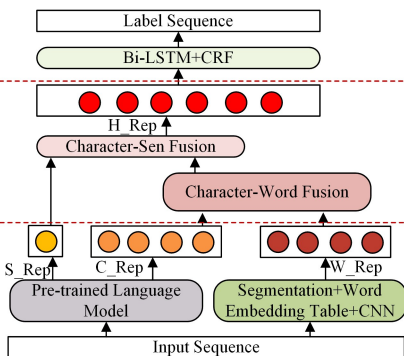 Label Sequence
Bi-LSTM+CRF
H_Rep
Character-Sen Fusion
Character-Word Fusion
S_Rep
C_Rep
W_Rep
Pre-trained Language
Model
Segmentation+Word
Embedding Table+CNN
Input Sequence